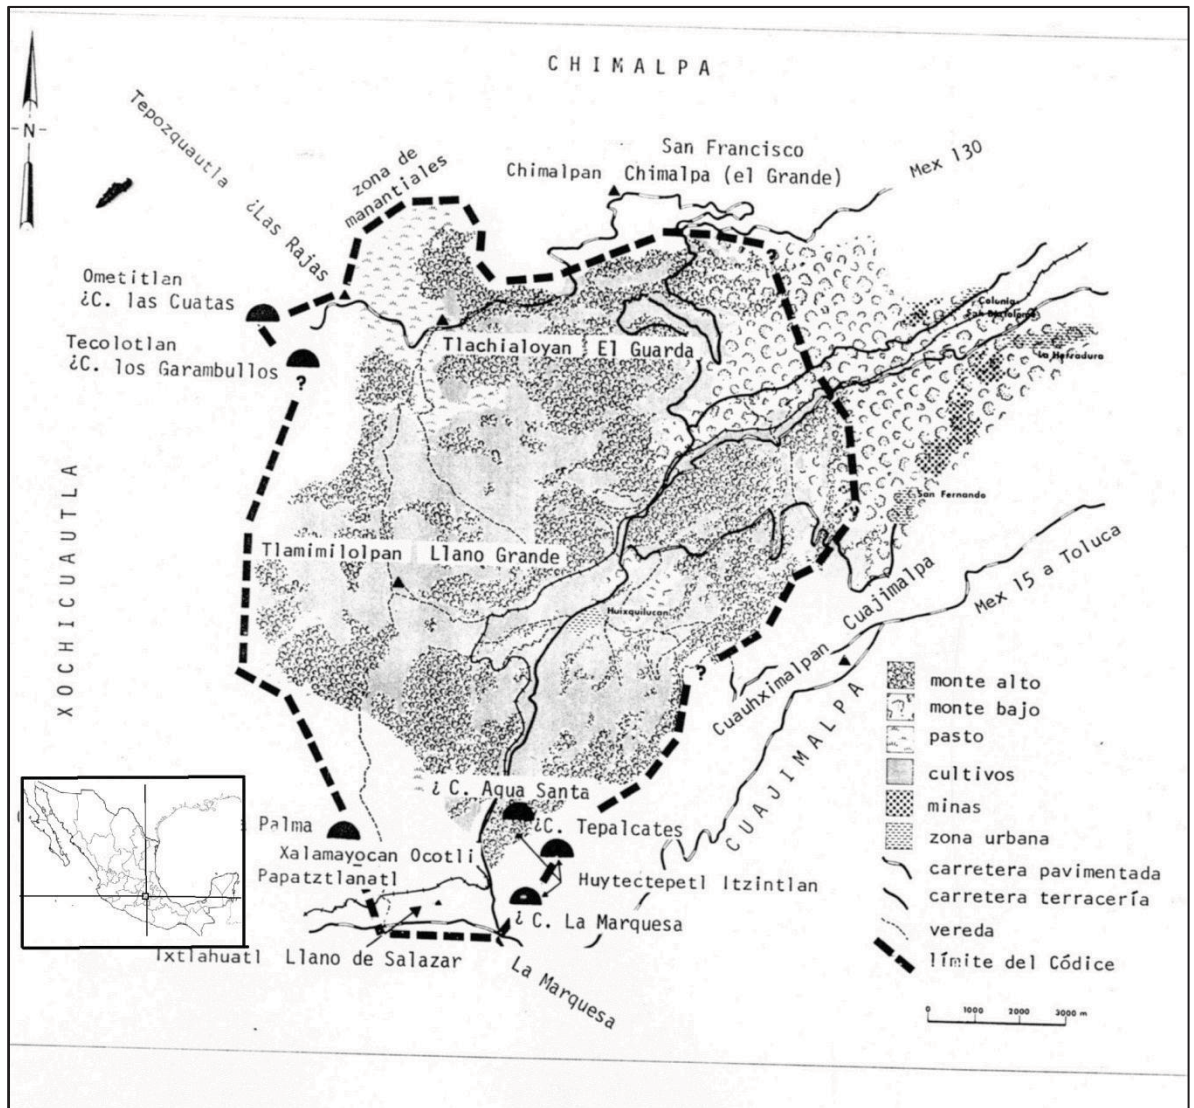 CHIMALPA
N
Tepozquautla
¿Las Rajas
zona de
manantiales
San Francisco
Chimalpan Chimalpa (el Grande)
Mex 130
Ometitlan
¿C. las Cuatas
Tecolotlan
¿C. los Garambullos
?
?
Tlachialoyan El Guarda
Colonia
San Bartolomé
La Herradura
XOCHICUAUTLA
San Fernando
?
Tlamimilolpan Llano Grande
Huixquilucan
Cuauhximalpan Cuajimalpa
Mex 15 a Toluca
?
CUAJIMALPA
¿ C. Agua Santa
Palma
¿C. Tepalcates
Xalamayocan Ocotli
Papatztlanatl
Huytectepetl Itzintlan
¿ C. La Marquesa
Ixtlahuatl Llano de Salazar
La Marquesa
monte alto
monte bajo
pasto
cultivos
minas
zona urbana
carretera pavimentada
carretera terracería
vereda
límite del Códice
0 1000 2000 3000 m